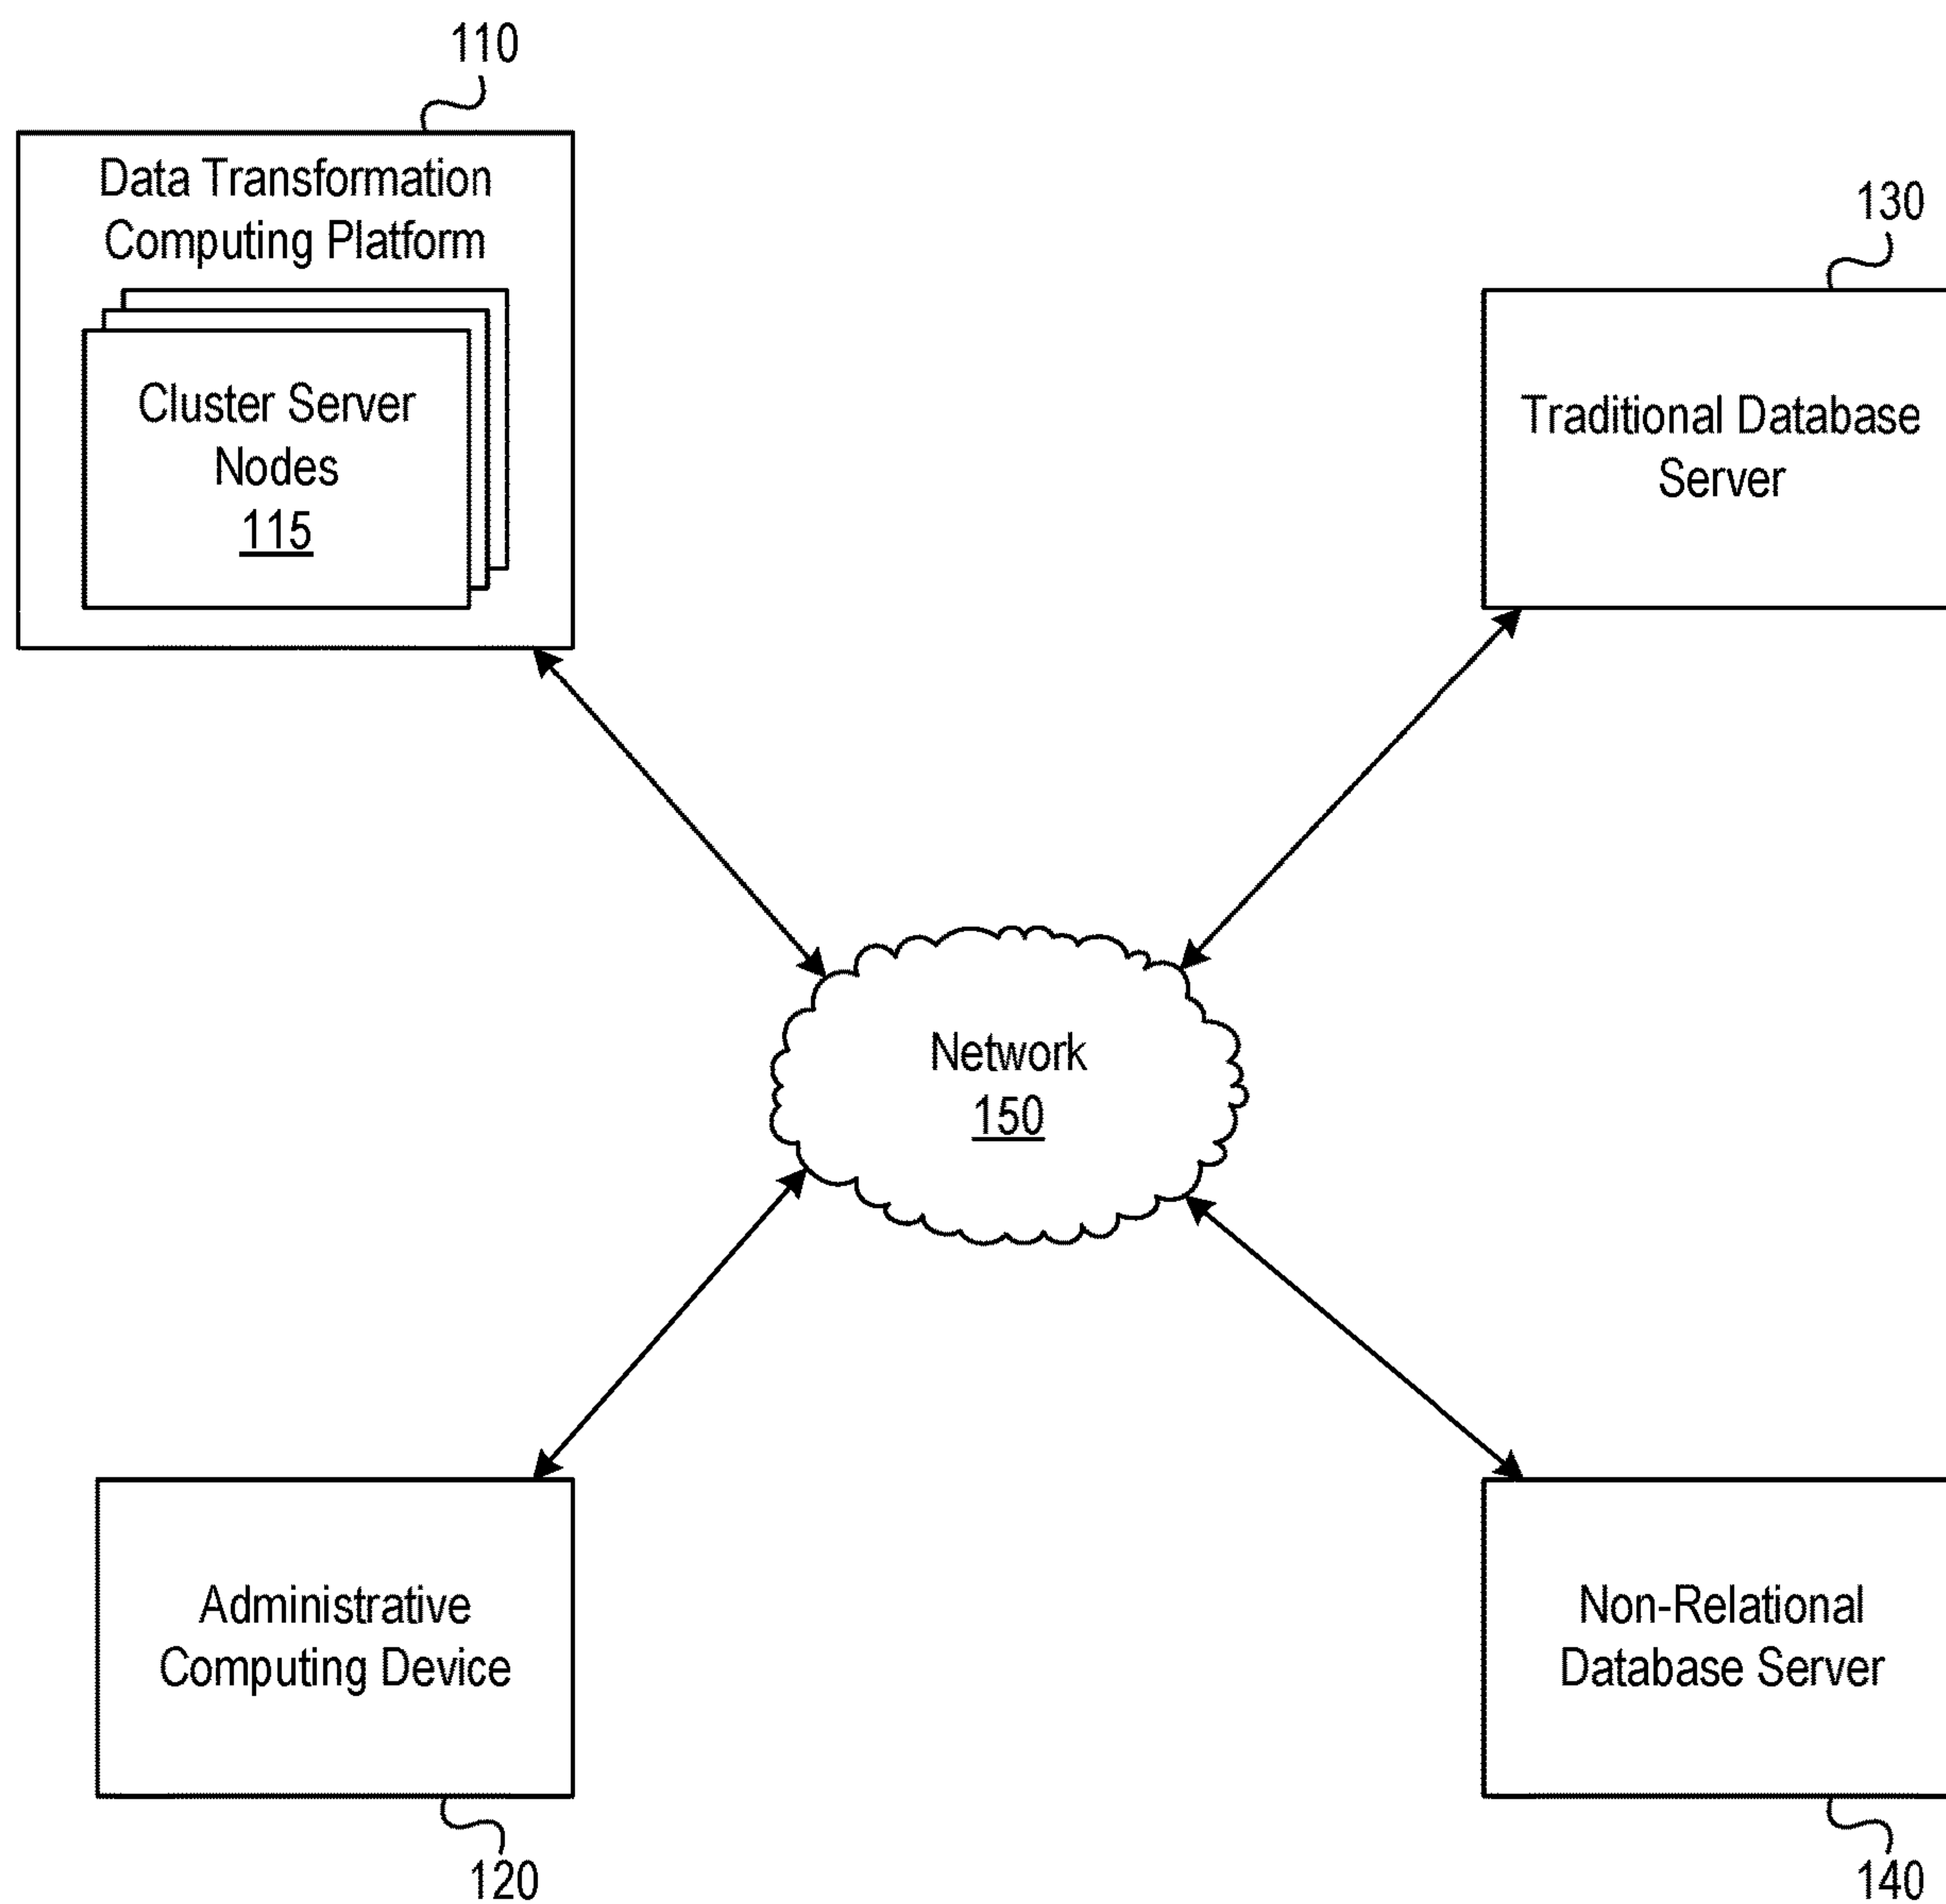 110
Data Transformation
Computing Platform
Cluster Server
Nodes
115
130
Traditional Database
Server
Network
150
Administrative
Computing Device
120
Non-Relational
Database Server
140